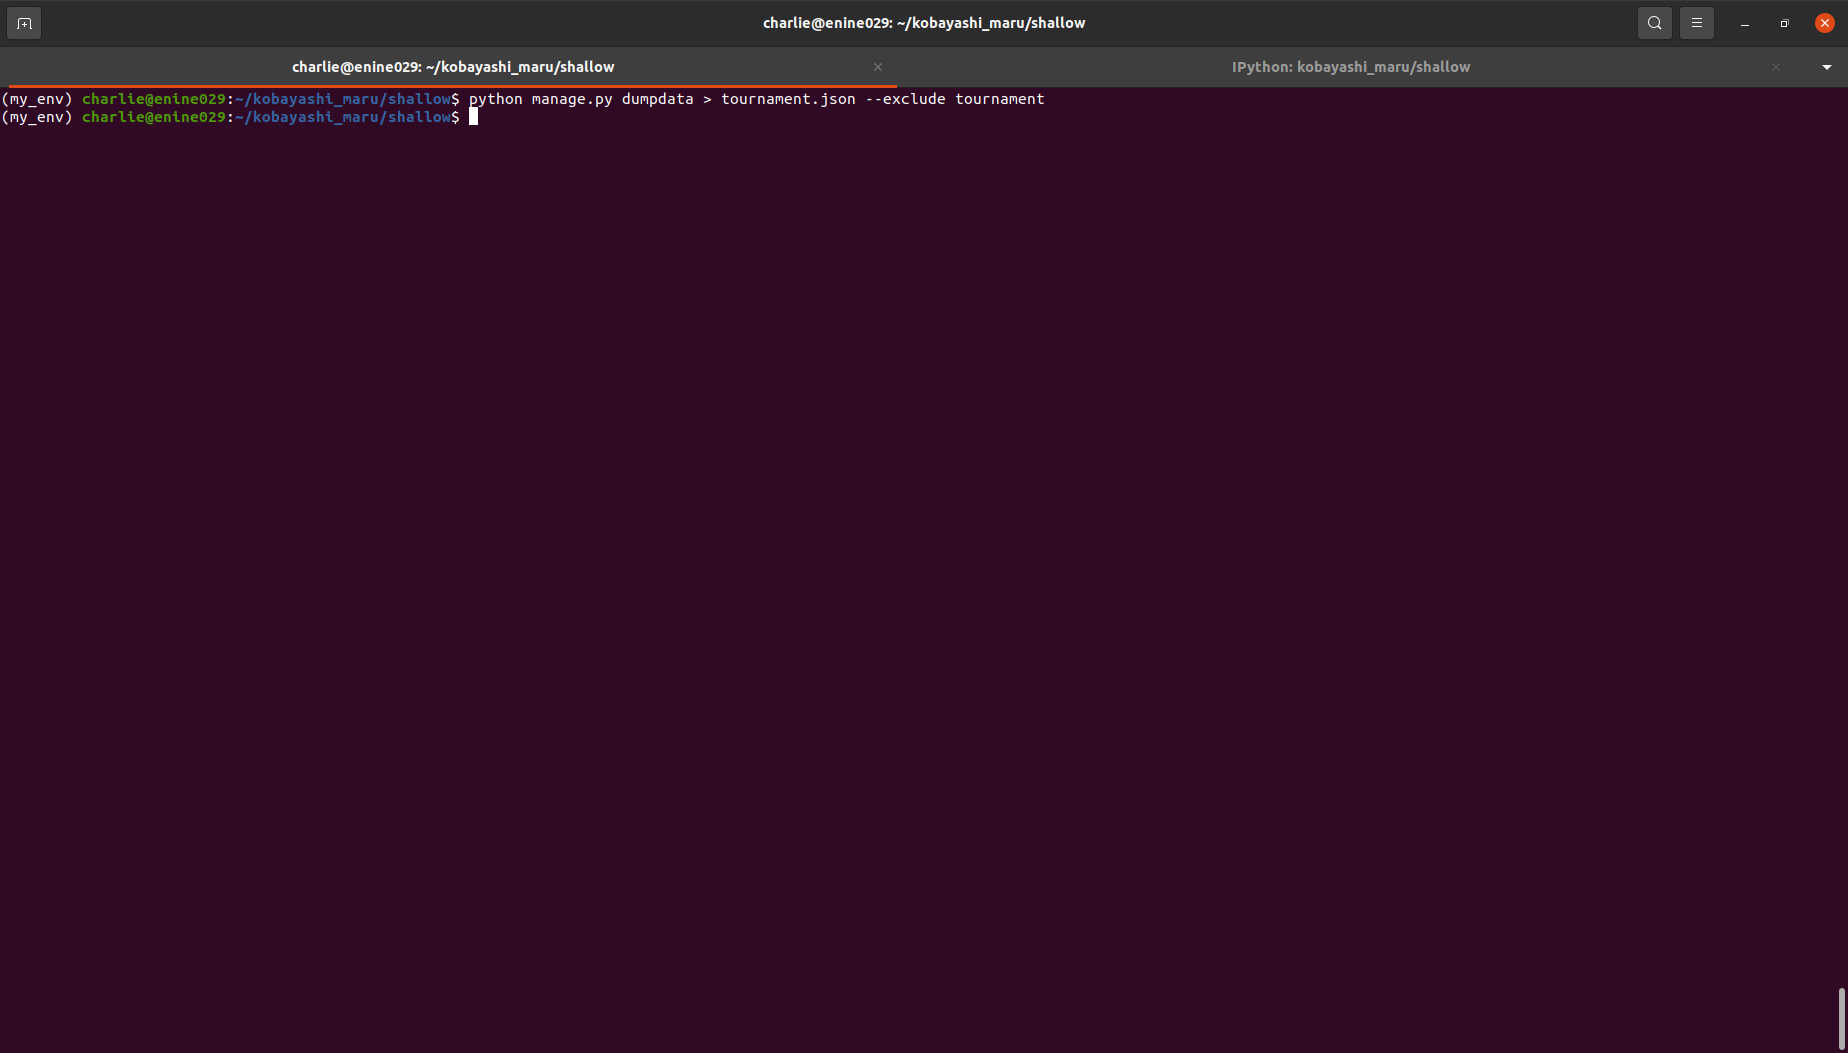 charlie@enine029: ~/kobayashi_maru/shallow
charlie@enine029: ~/kobayashi_maru/shallow
IPython: kobayashi_maru/shallow
(my_env) charlie@enine029:~/kobayashi_maru/shallow$ python manage.py dumpdata > tournament.json --exclude tournament
(my_env) charlie@enine029:~/kobayashi_maru/shallow$